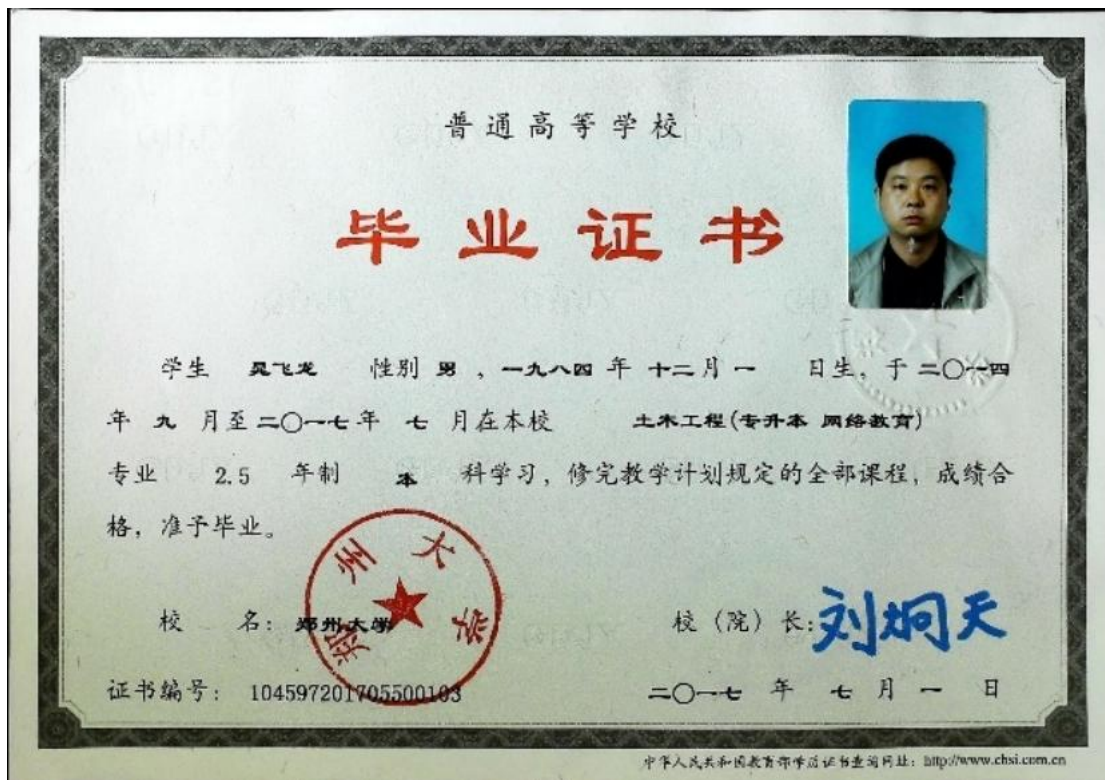 普通高等学校
毕业证书
学生 晁飞龙 性别 男 ，一九八四 年 十二 月 一 日生，于 二〇一四
年 九 月至 二〇一七 年 七 月在本校 土木工程(专升本 网络教育)
专业 2.5 年制 本 科学习，修完教学计划规定的全部课程，成绩合
格，准予毕业。
郑州大学
校 名：郑州大学 校（院）长：刘炯天
证书编号： 104597201705500103 二〇一七 年 七 月 一 日
中华人民共和国教育部学历证书查询网址：http://www.chsi.com.cn